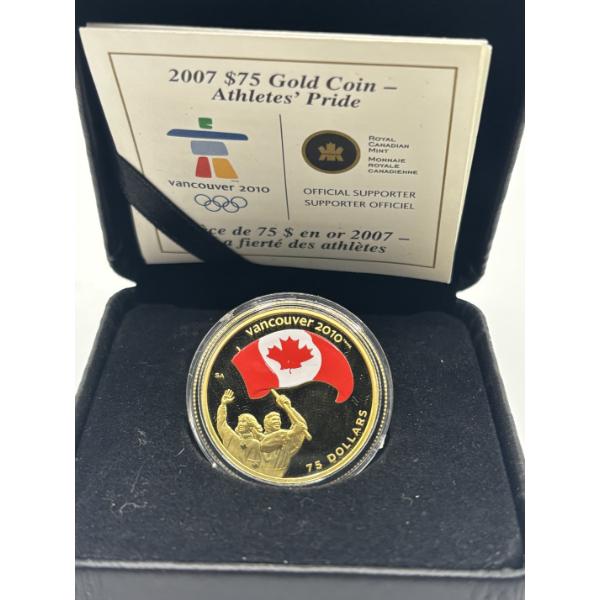 2007 $75 Gold Coin –
Athletes' Pride
vancouver 2010
ROYAL
CANADIAN
MINT
MONNAIE
ROYALE
CANADIENNE
OFFICIAL SUPPORTER
SUPPORTEUR OFFICIEL
de 75 $ en or 2007 –
a fierté des athlètes
vancouver 2010
SA
75 DOLLARS